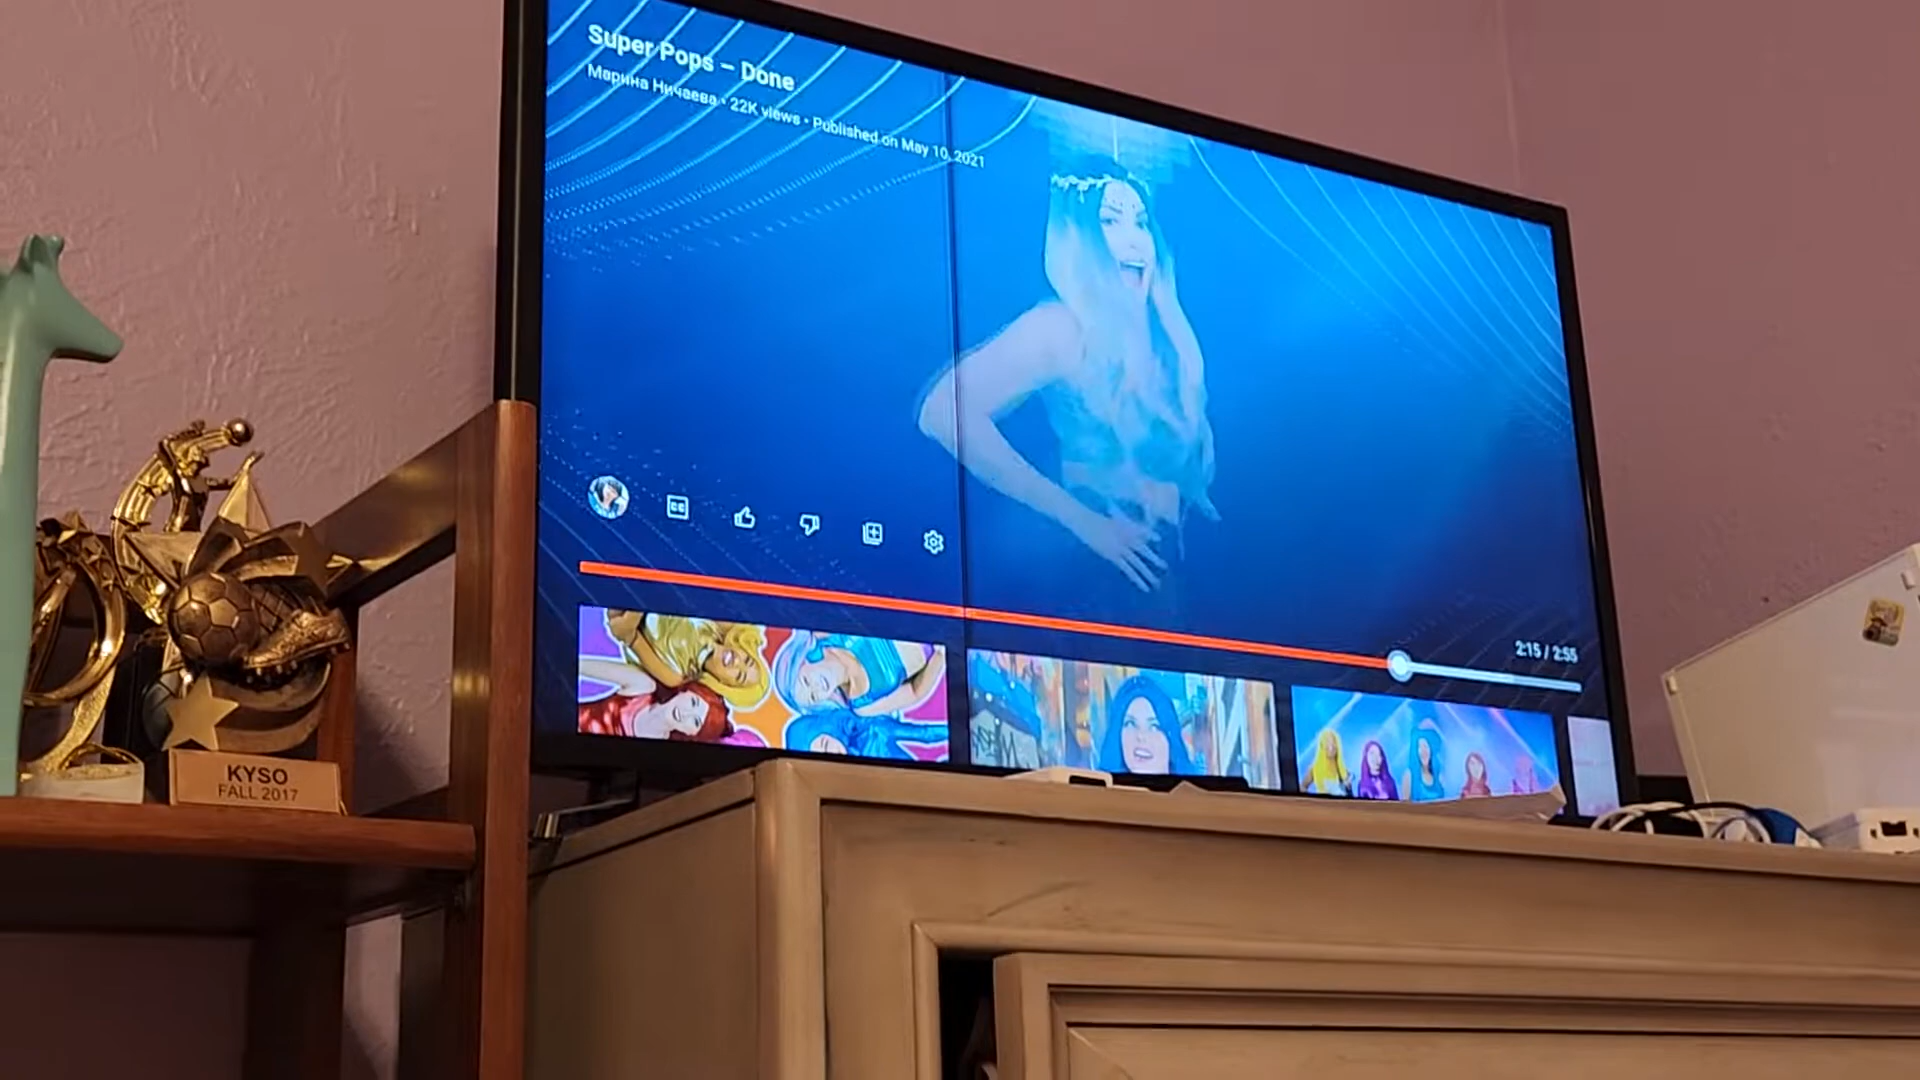 Super Pops – Done
Марина Ничаева • 22K views • Published on May 10, 2021
CC
2:15 / 2:55
KYSO
FALL 2017